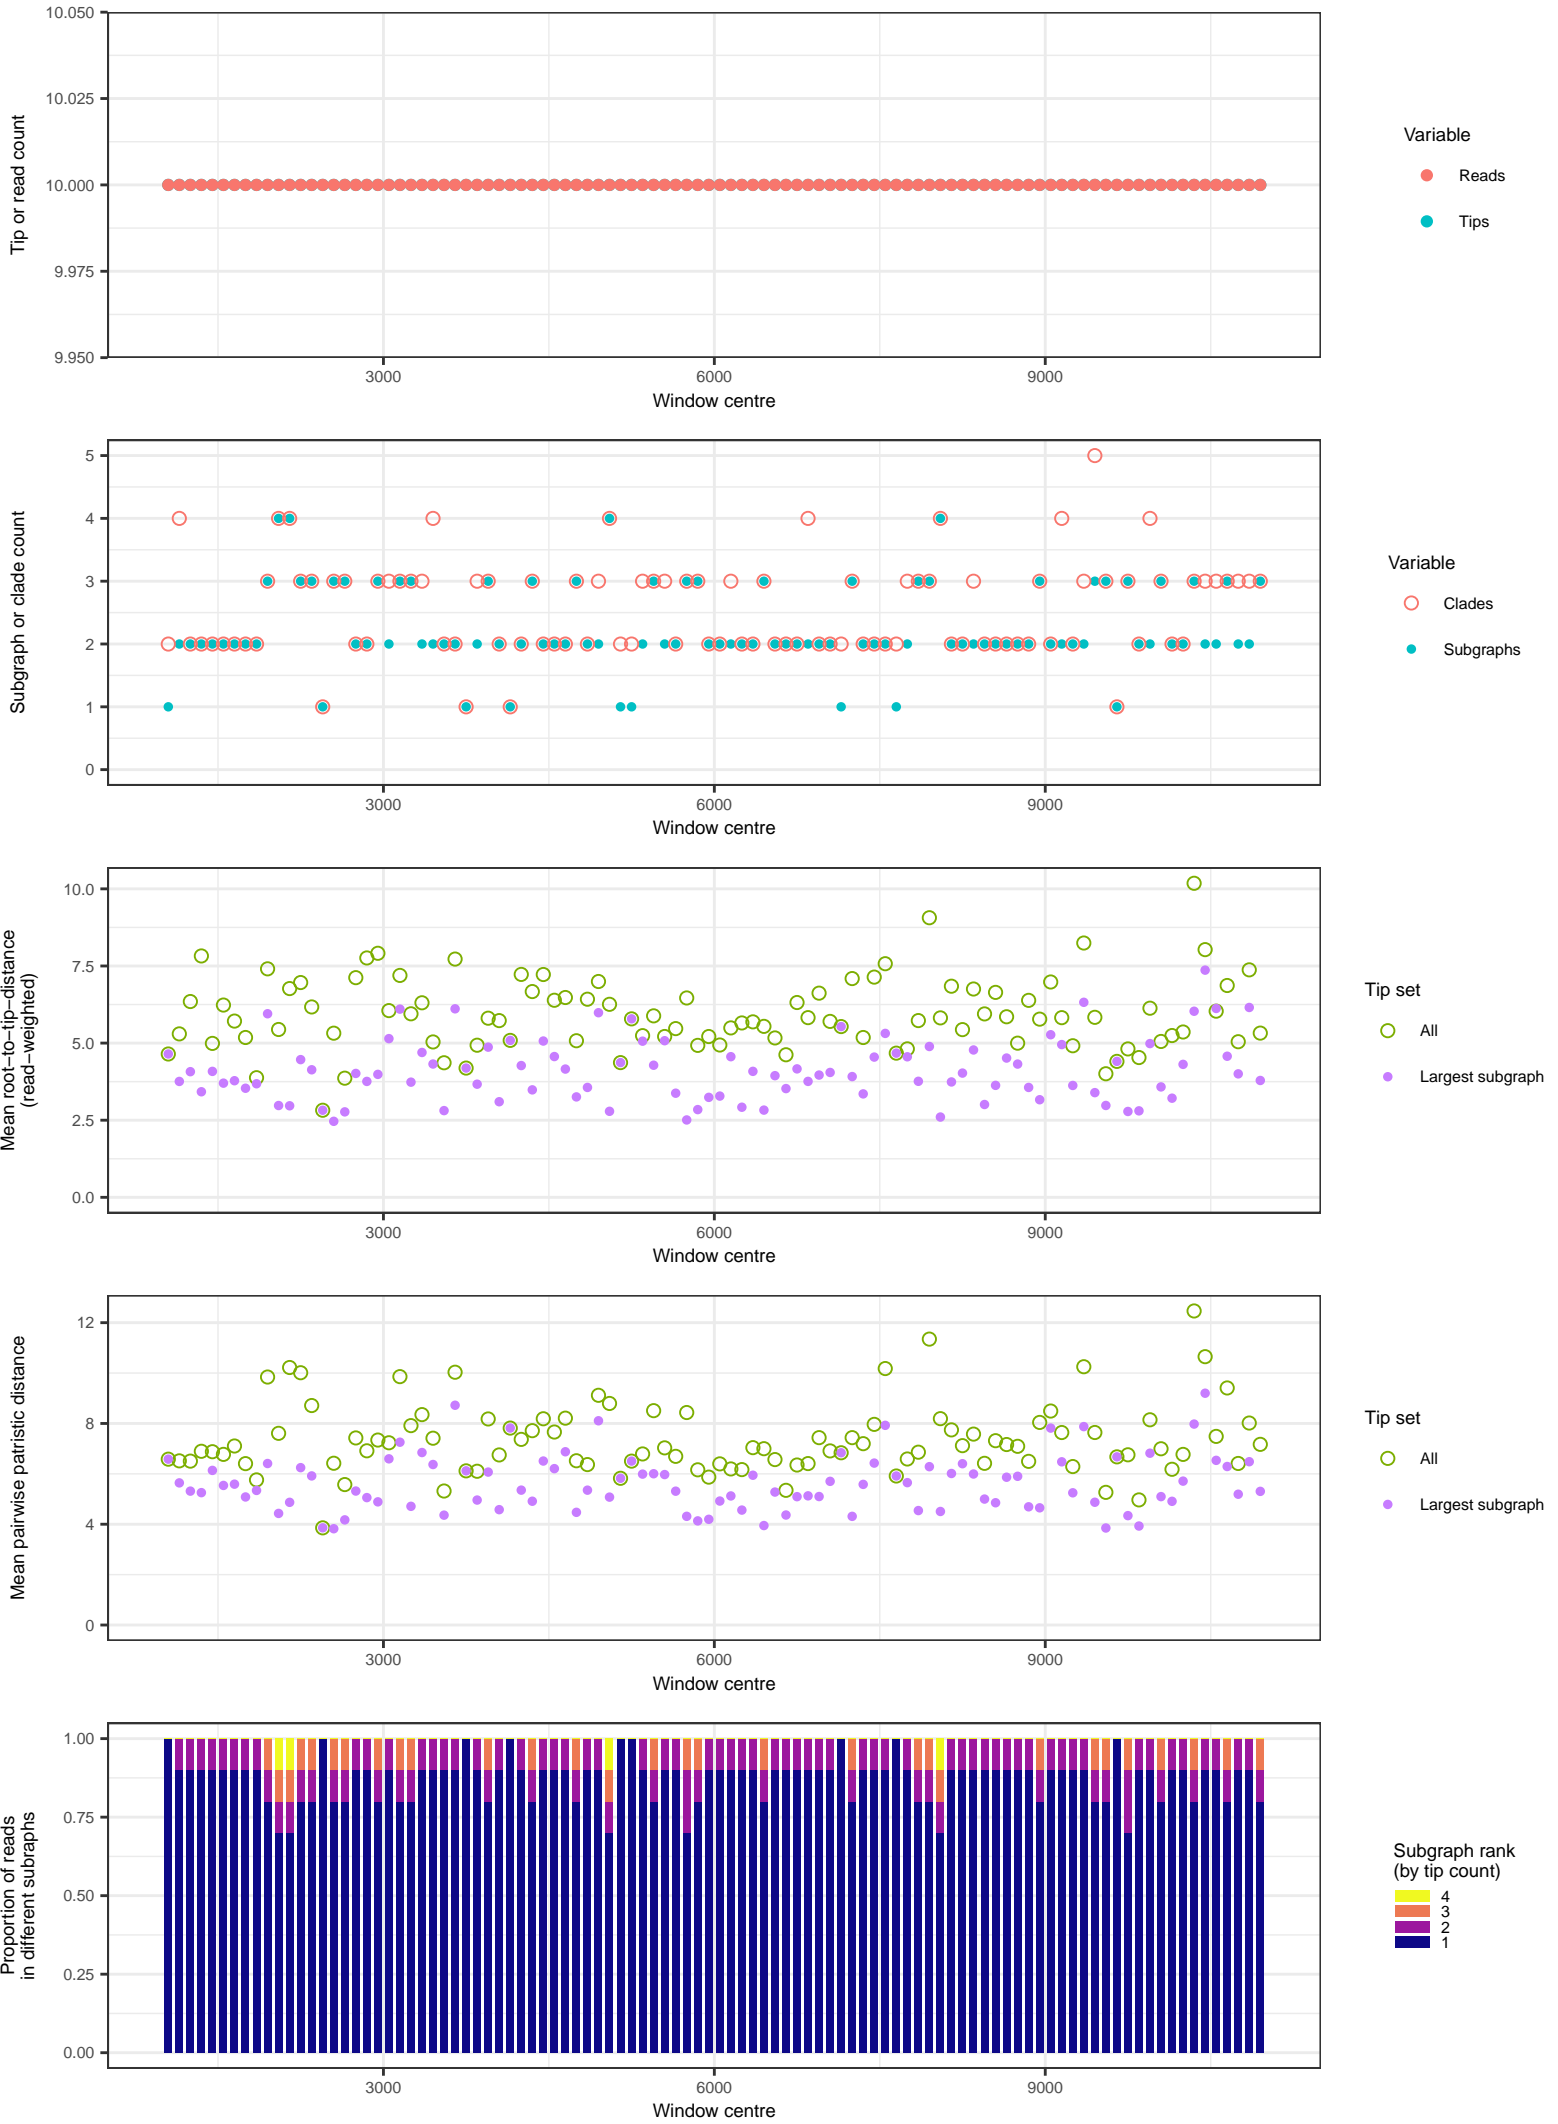 10.050
10.025
10.000
9.975
9.950
Tip or read count
3000 6000 9000
Window centre
Variable
Reads
Tips
5
4
3
2
1
0
Subgraph or clade count
3000 6000 9000
Window centre
Variable
Clades
Subgraphs
10.0
7.5
5.0
2.5
0.0
Mean root−to−tip−distance
(read−weighted)
3000 6000 9000
Window centre
Tip set
All
Largest subgraph
12
8
4
0
Mean pairwise patristic distance
3000 6000 9000
Window centre
Tip set
All
Largest subgraph
1.00
0.75
0.50
0.25
0.00
Proportion of reads
in different subraphs
3000 6000 9000
Window centre
Subgraph rank
(by tip count)
4
3
2
1